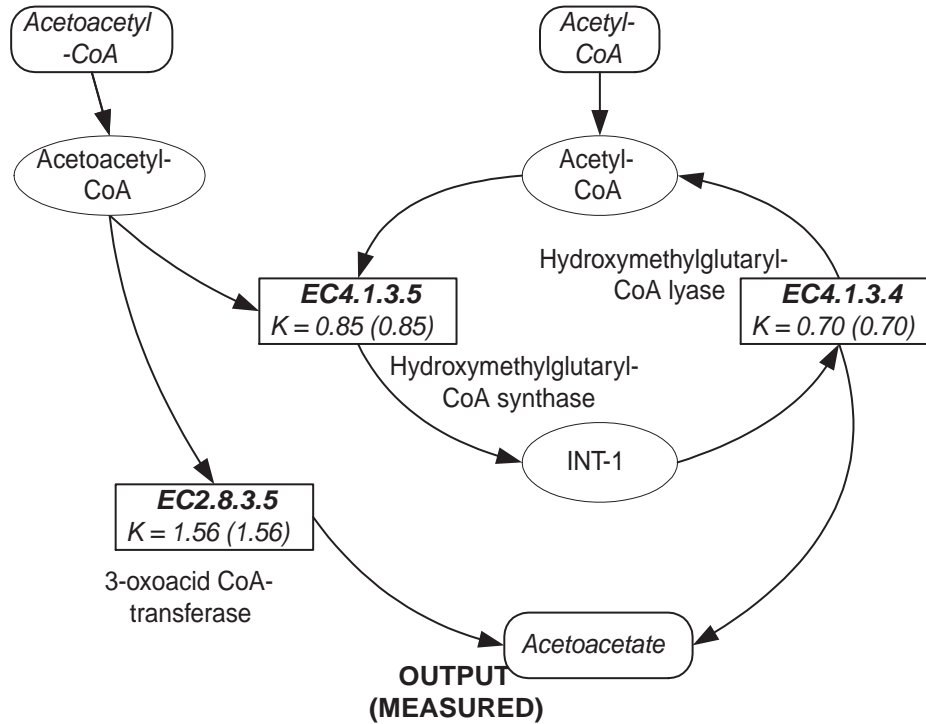 Acetoacetyl
-CoA
Acetyl-
CoA
Acetoacetyl-
CoA
Acetyl-
CoA
Hydroxymethylglutaryl-
CoA lyase
EC4.1.3.5
K = 0.85 (0.85)
EC4.1.3.4
K = 0.70 (0.70)
Hydroxymethylglutaryl-
CoA synthase
INT-1
EC2.8.3.5
K = 1.56 (1.56)
3-oxoacid CoA-
transferase
Acetoacetate
OUTPUT
(MEASURED)